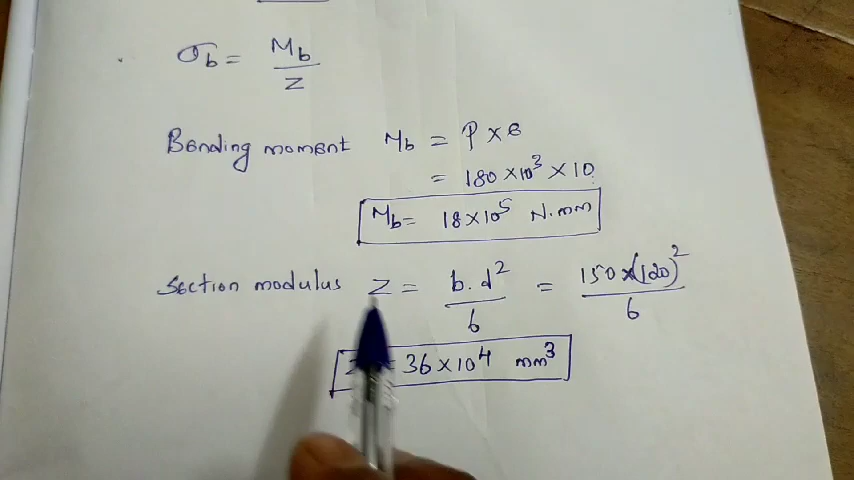 σb = Mb / Z
Bending moment Mb = P × e
= 180 × 10³ × 10
Mb = 18 × 10⁵ N.mm
Section modulus Z = b.d² / 6 = 150 × (120)² / 6
= 36 × 10⁴ mm³